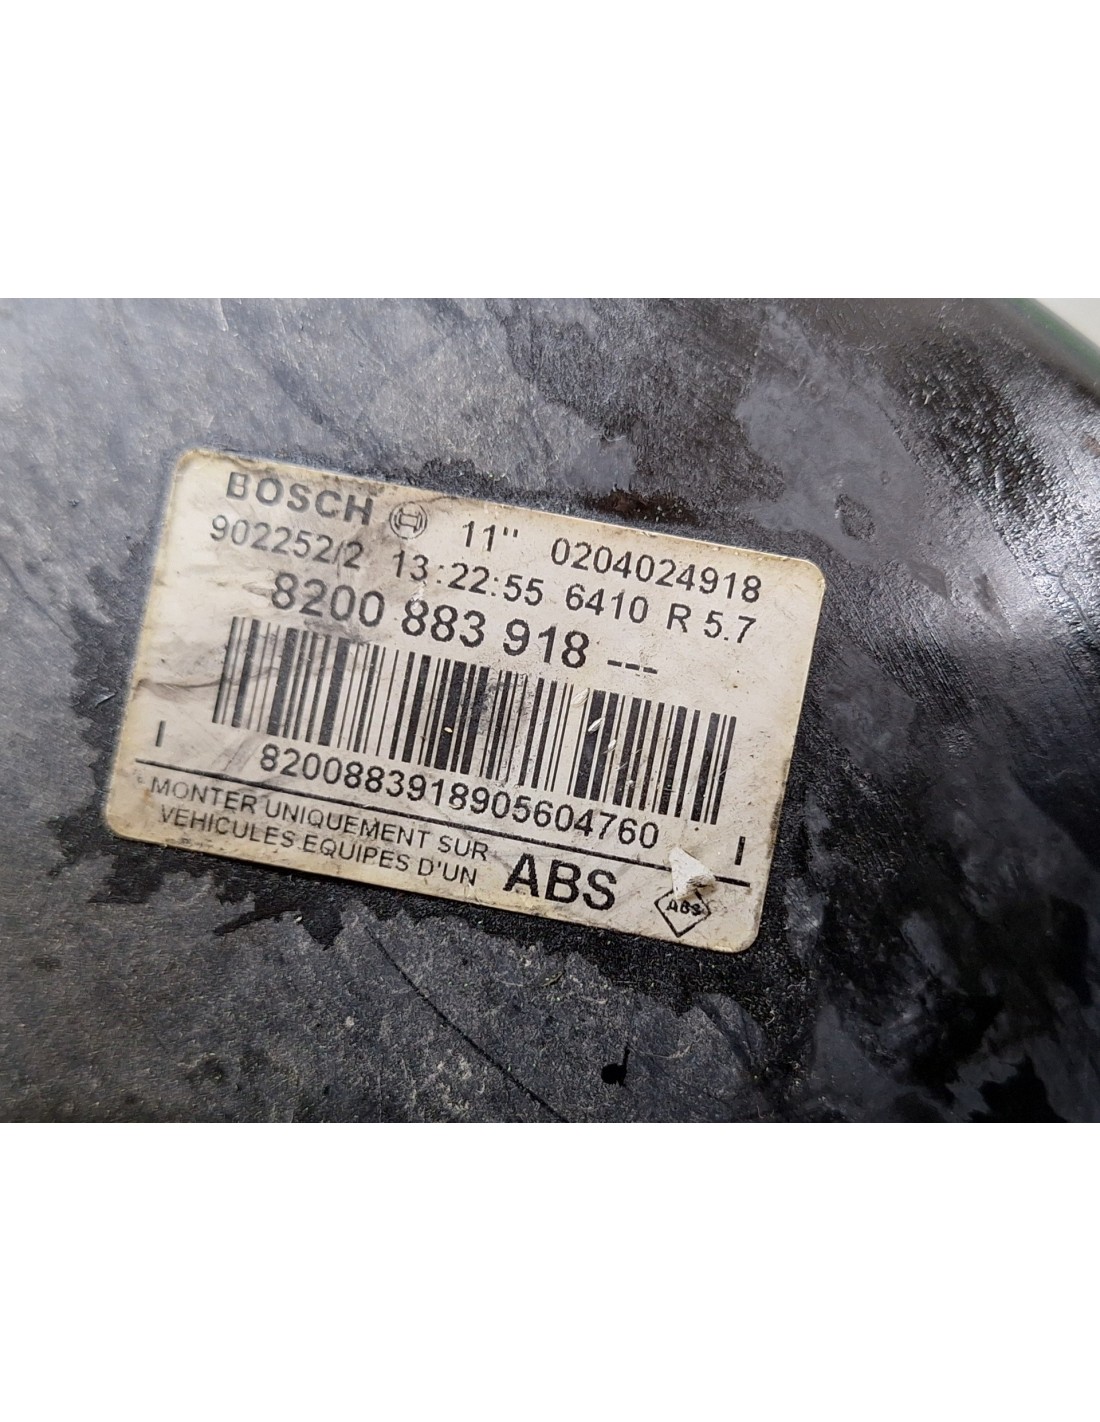 BOSCH 11'' 0204024918
902252/2 13:22:55 6410 R 5.7
8200 883 918 ---
I 8200883918905604760 I
MONTER UNIQUEMENT SUR
VEHICULES EQUIPES D'UN ABS
ABS